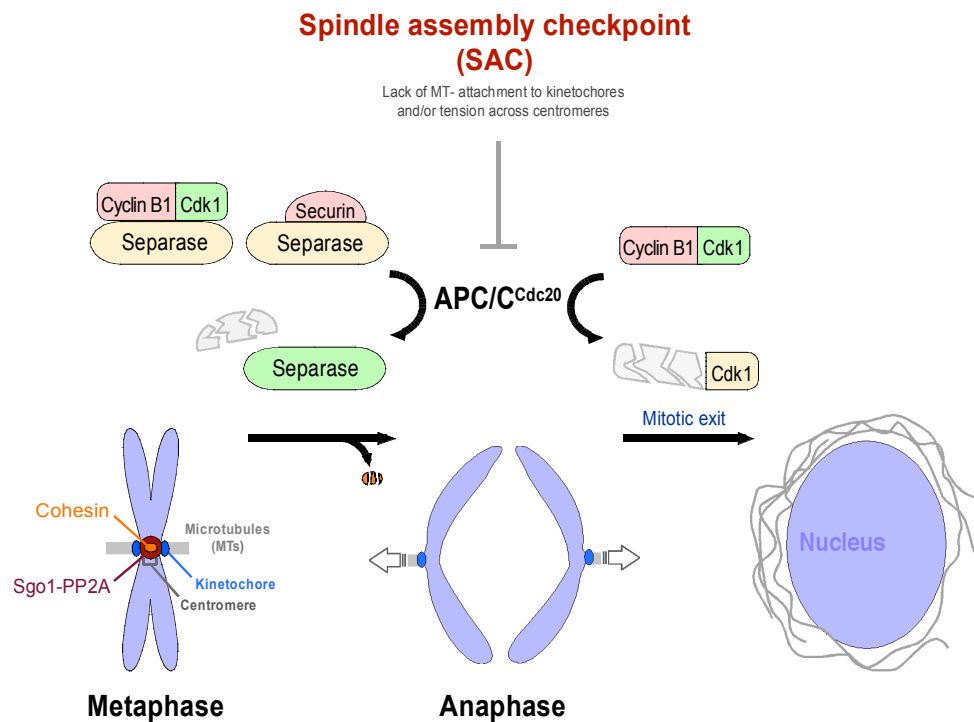 Spindle assembly checkpoint
(SAC)
Lack of MT- attachment to kinetochores
and/or tension across centromeres
Cyclin B1 Cdk1
Separase
Securin
Separase
Cyclin B1 Cdk1
APC/C Cdc20
Separase
Cdk1
Mitotic exit
Cohesin
Microtubules
(MTs)
Sgo1-PP2A
Kinetochore
Centromere
Nucleus
Metaphase
Anaphase